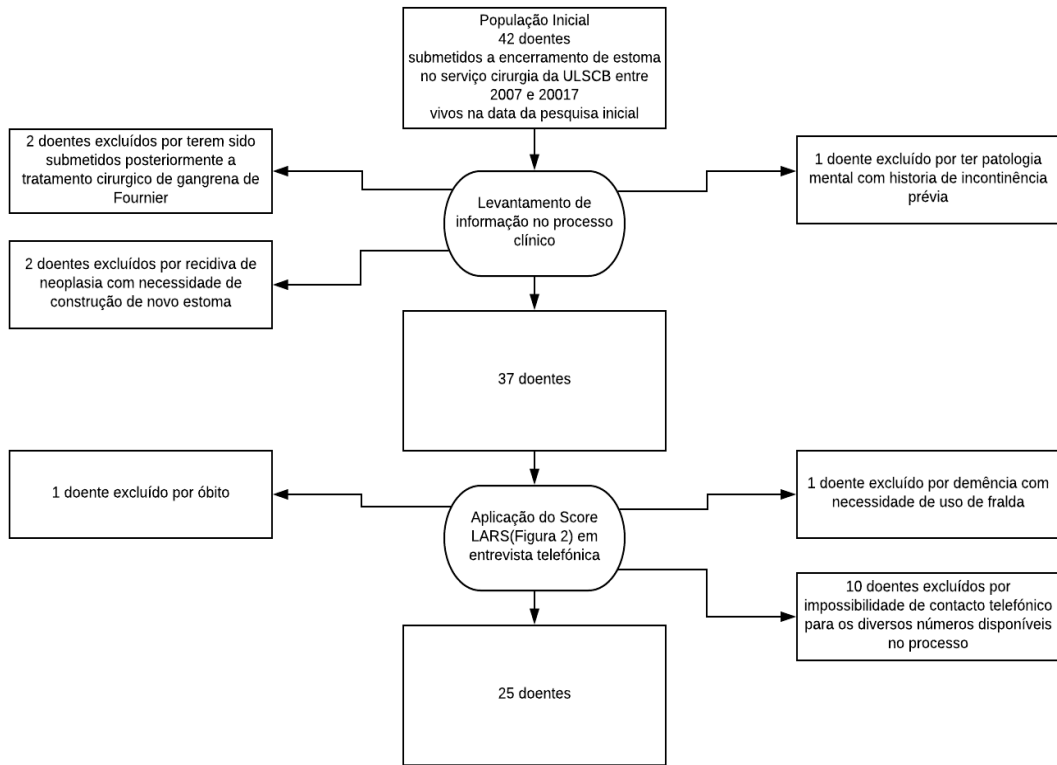 População Inicial
42 doentes
submetidos a encerramento de estoma
no serviço cirurgia da ULSCB entre
2007 e 20017
vivos na data da pesquisa inicial
2 doentes excluídos por terem sido
submetidos posteriormente a
tratamento cirurgico de gangrena de
Fournier
1 doente excluído por ter patologia
mental com historia de incontinência
prévia
Levantamento de
informação no processo
clínico
2 doentes excluídos por recidiva de
neoplasia com necessidade de
construção de novo estoma
37 doentes
1 doente excluído por óbito
1 doente excluído por demência com
necessidade de uso de fralda
Aplicação do Score
LARS(Figura 2) em
entrevista telefónica
10 doentes excluídos por
impossibilidade de contacto telefónico
para os diversos números disponíveis
no processo
25 doentes